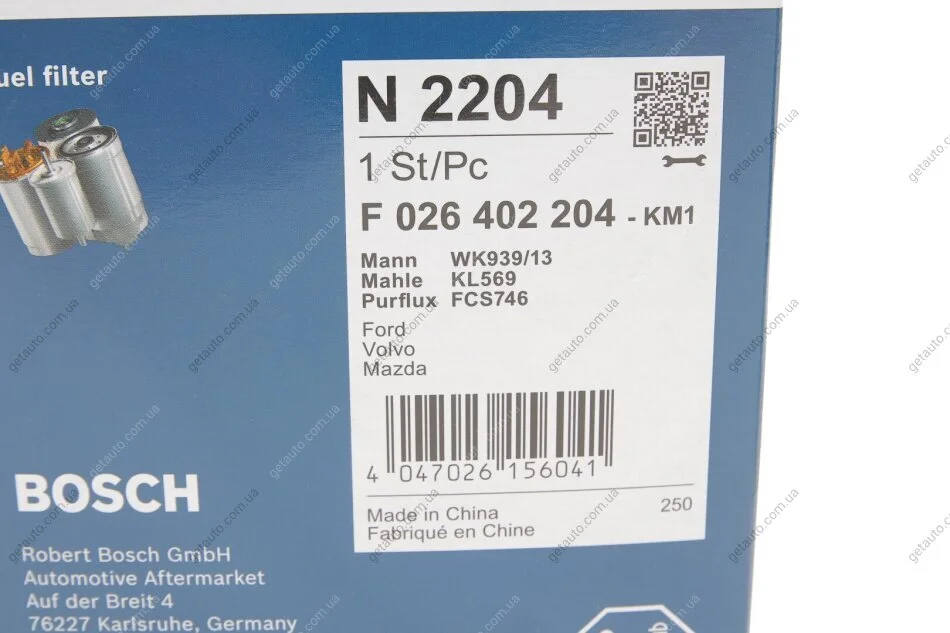 uel filter
N 2204
1 St/Pc
F 026 402 204 - KM1
Mann WK939/13
Mahle KL569
Purflux FCS746
Ford
Volvo
Mazda
4 047026 156041
Made in China
Fabriqué en Chine
250
BOSCH
Robert Bosch GmbH
Automotive Aftermarket
Auf der Breit 4
76227 Karlsruhe, Germany
getauto.com.ua